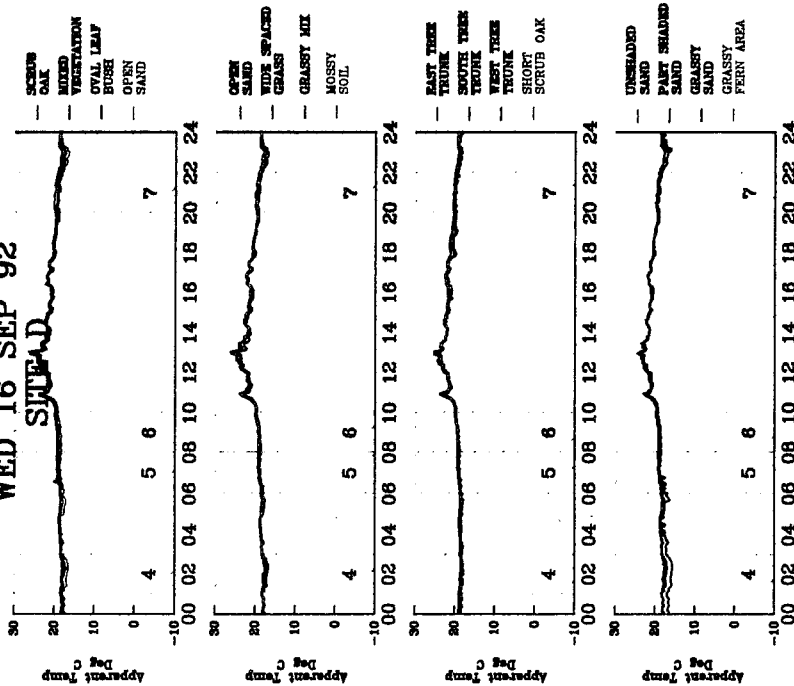 WED 16 SEP 92
SITE
Apparent Temp
Deg C
30
20
10
0
-10
4 5 6 7
00 02 04 06 08 10 12 14 16 18 20 22 24
SCRUB
OAK
MIXED
VEGETATION
OVAL LEAF
BUSH
OPEN
SAND
Apparent Temp
Deg C
30
20
10
0
-10
4 5 6 7
00 02 04 06 08 10 12 14 16 18 20 22 24
OPEN
SAND
WIDE SPACED
GRASS
GRASSY MIX
MOSSY
SOIL
Apparent Temp
Deg C
30
20
10
0
-10
4 5 6 7
00 02 04 06 08 10 12 14 16 18 20 22 24
EAST TREE
TRUNK
SOUTH TREE
TRUNK
WEST TREE
TRUNK
SHORT
SCRUB OAK
Apparent Temp
Deg C
30
20
10
0
-10
4 5 6 7
00 02 04 06 08 10 12 14 16 18 20 22 24
UNSHADED
SAND
PART SHADED
SAND
GRASSY
SAND
GRASSY
FERN AREA